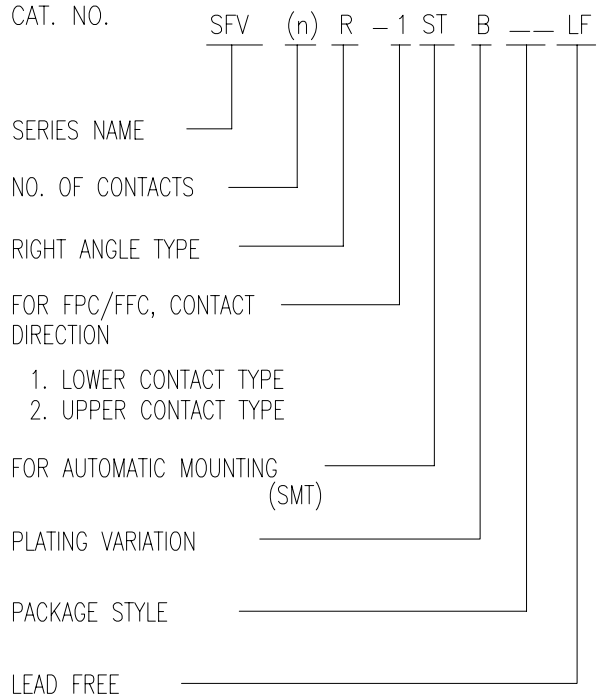 CAT. NO.
SFV (n) R - 1 ST B __ LF
SERIES NAME
NO. OF CONTACTS
RIGHT ANGLE TYPE
FOR FPC/FFC, CONTACT
DIRECTION
1. LOWER CONTACT TYPE
2. UPPER CONTACT TYPE
FOR AUTOMATIC MOUNTING
(SMT)
PLATING VARIATION
PACKAGE STYLE
LEAD FREE